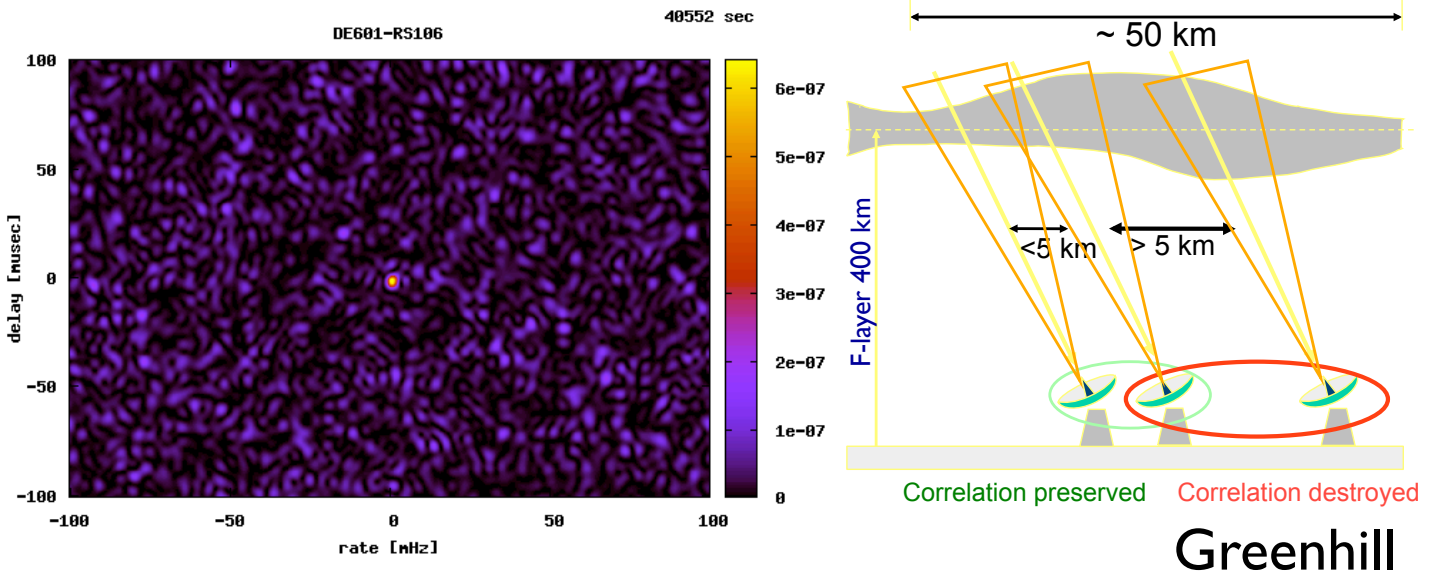 40552 sec
DE601-RS106
100
50
0
-50
-100
delay [musec]
-100
-50
0
50
100
rate [mHz]
6e-07
5e-07
4e-07
3e-07
2e-07
1e-07
0
~ 50 km
<5 km
> 5 km
F-layer 400 km
Correlation preserved
Correlation destroyed
Greenhill